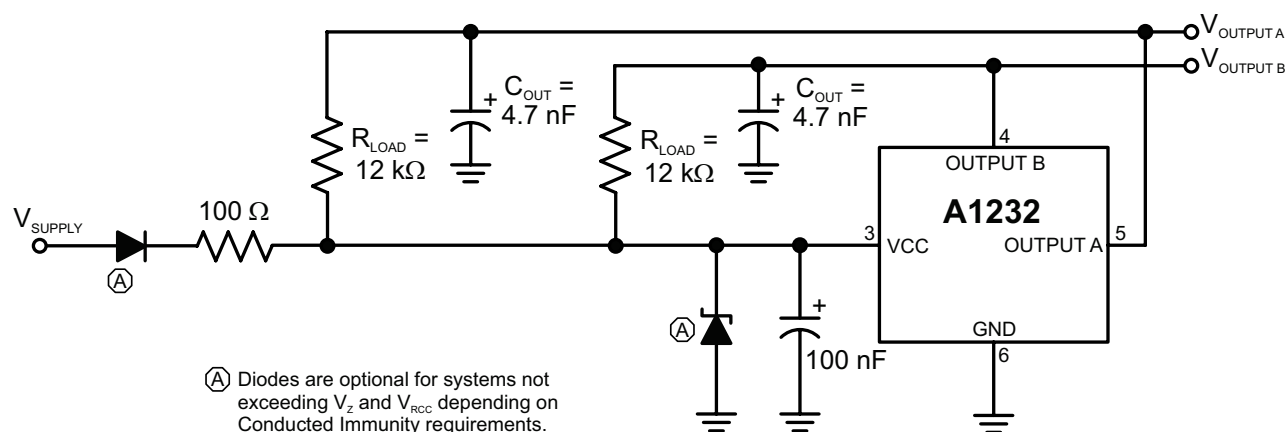 V_OUTPUT A
V_OUTPUT B
+
C_OUT =
4.7 nF
+
C_OUT =
4.7 nF
R_LOAD =
12 kΩ
R_LOAD =
12 kΩ
4
OUTPUT B
A1232
V_SUPPLY
100 Ω
3
VCC
OUTPUT A
5
A
A
+
100 nF
GND
6
A Diodes are optional for systems not
exceeding V_Z and V_RCC depending on
Conducted Immunity requirements.